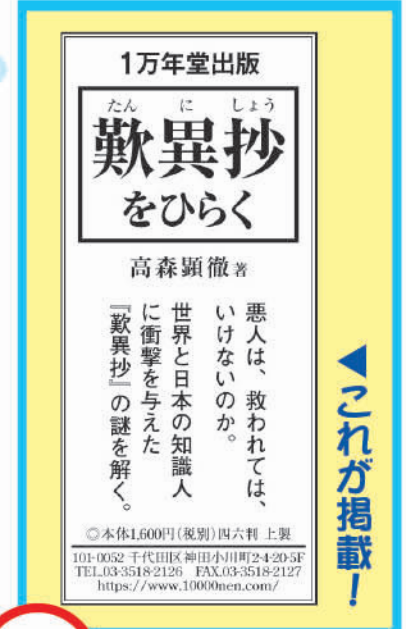 1万年堂出版
たんにしょう
歎異抄
をひらく
高森顕徹著
悪人は、救われては、
いけないのか。
世界と日本の知識人
に衝撃を与えた
『歎異抄』の謎を解く。
◎本体1,600円(税別)四六判 上製
101-0052 千代田区神田小川町2-4-20-5F
TEL.03-3518-2126 FAX.03-3518-2127
https://www.10000nen.com/
◀これが掲載!